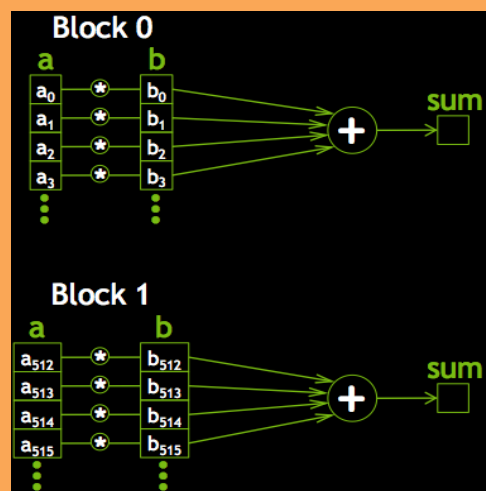 Block 0
a b
sum
a0 * b0
a1 * b1
+
a2 * b2
a3 * b3
Block 1
a b
sum
a512 * b512
a513 * b513
+
a514 * b514
a515 * b515